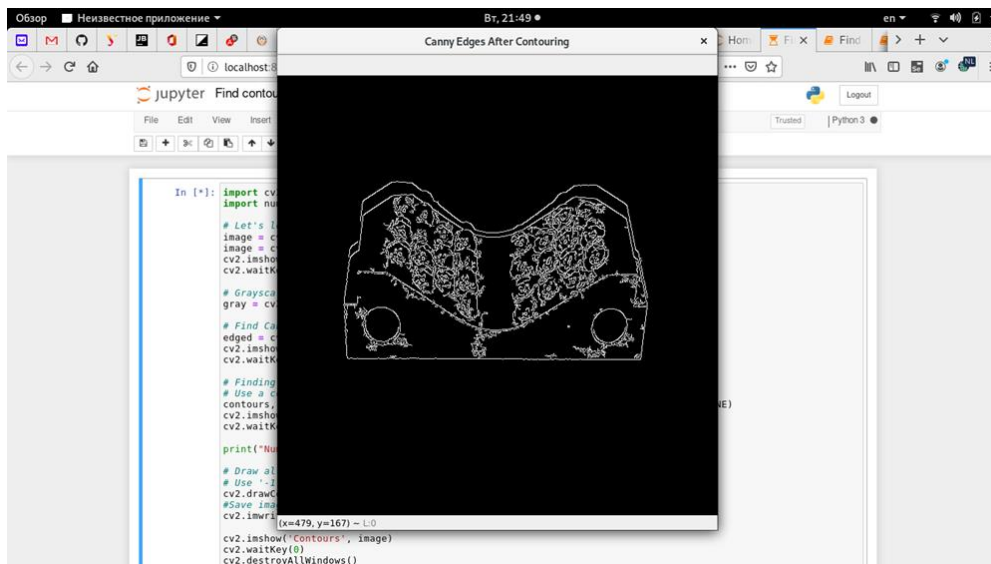 Обзор Неизвестное приложение Вт, 21:49 en
JB Canny Edges After Contouring × Hom Fi × Find > +
localhost:8 ... NL
jupyter Find contou Logout
File Edit View Insert Trusted | Python 3
In [*]: import cv
import nu
# Let's l
image = c
image = c
cv2.imsho
cv2.waitK
# Graysca
gray = cv
# Find Ca
edged = c
cv2.imsho
cv2.waitK
# Finding
# Use a c
contours, NE)
cv2.imsho
cv2.waitK
print("Nu
# Draw al
# Use '-1
cv2.drawC
#Save ima
cv2.imwri
(x=479, y=167) ~ L:0
cv2.imshow('Contours', image)
cv2.waitKey(0)
cv2.destroyAllWindows()